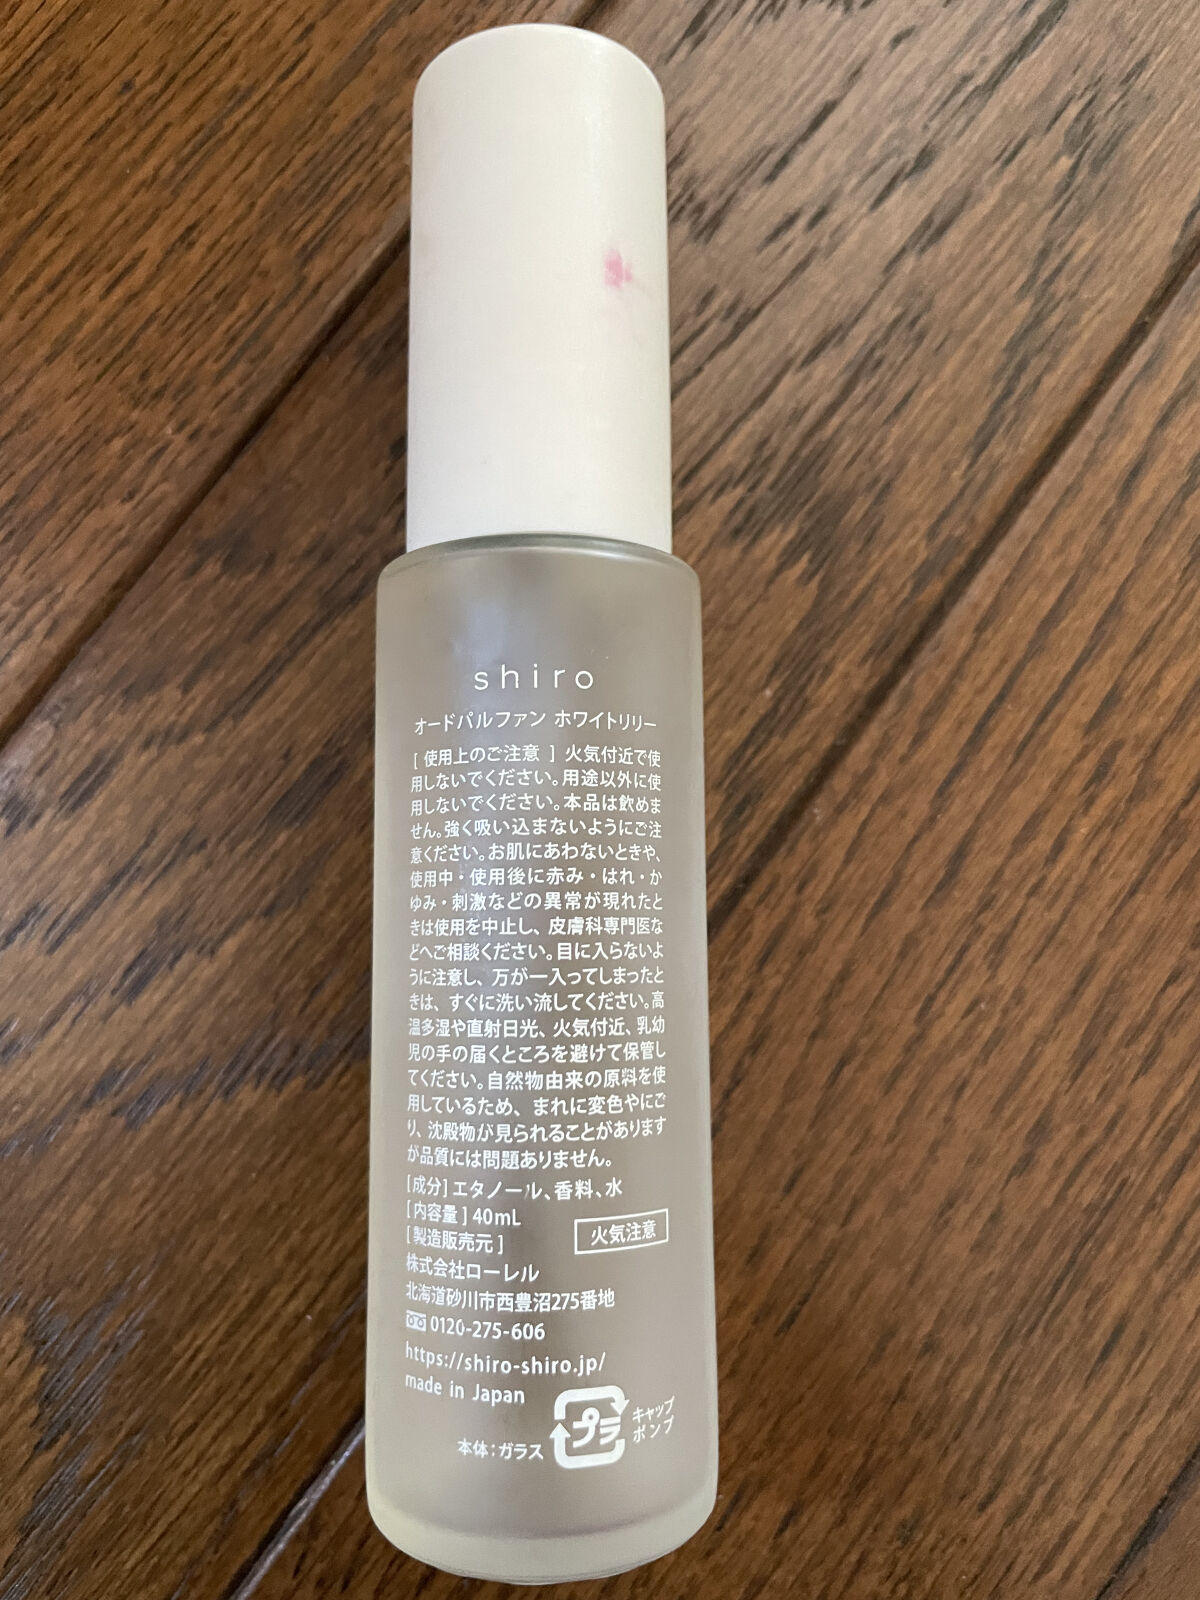 shiro
オードパルファン ホワイトリリー
[ 使用上のご注意 ] 火気付近で使
用しないでください。用途以外に使
用しないでください。本品は飲めま
せん。強く吸い込まないようにご注
意ください。お肌にあわないときや、
使用中・使用後に赤み・はれ・か
ゆみ・刺激などの異常が現れたと
きは使用を中止し、皮膚科専門医な
どへご相談ください。目に入らないよ
うに注意し、万が一入ってしまったと
きは、すぐに洗い流してください。高
温多湿や直射日光、火気付近、乳幼
児の手の届くところを避けて保管し
てください。自然物由来の原料を使
用しているため、まれに変色やにご
り、沈殿物が見られることがあります
が品質には問題ありません。
[成分] エタノール、香料、水
[内容量] 40mL
[製造販売元]
火気注意
株式会社ローレル
北海道砂川市西豊沼275番地
0120-275-606
https://shiro-shiro.jp/
made in Japan
本体：ガラス
プラ
キャップ
ポンプ